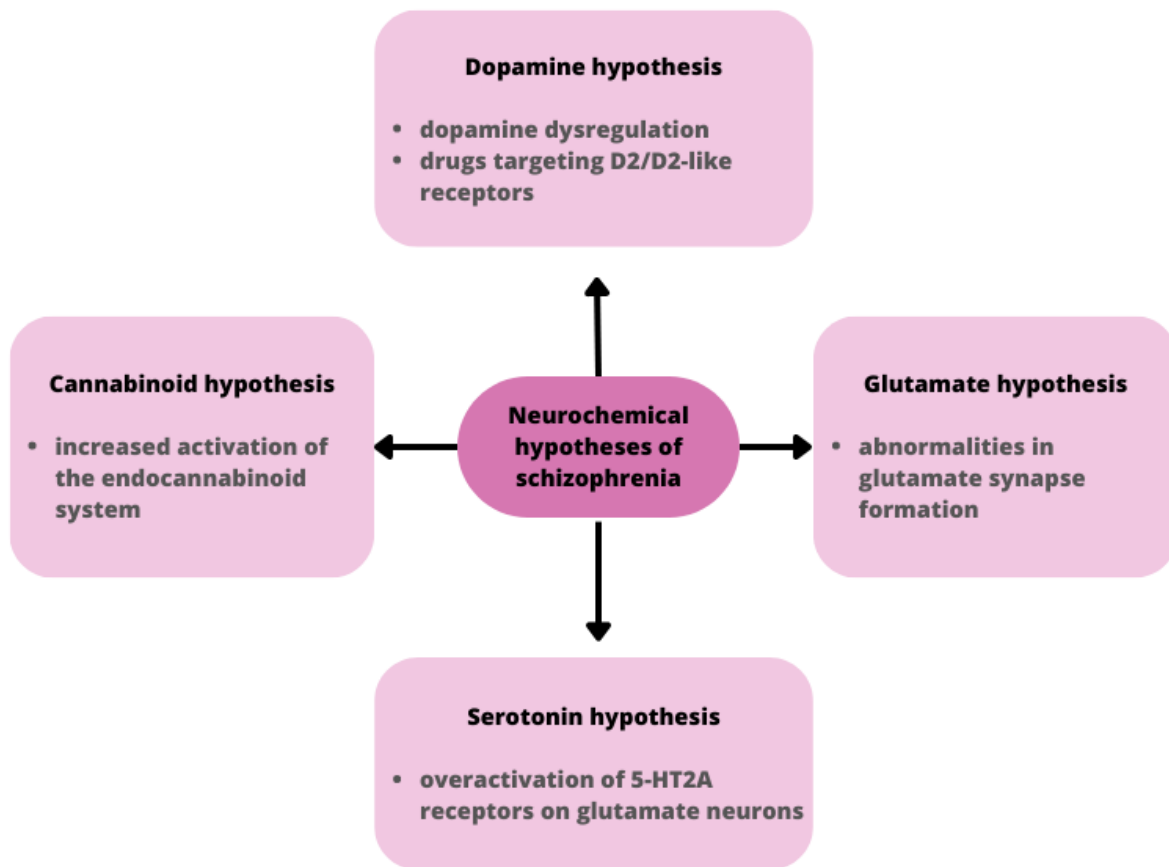 Dopamine hypothesis
• dopamine dysregulation
• drugs targeting D2/D2-like
receptors
Cannabinoid hypothesis
• increased activation of
the endocannabinoid
system
Neurochemical
hypotheses of
schizophrenia
Glutamate hypothesis
• abnormalities in
glutamate synapse
formation
Serotonin hypothesis
• overactivation of 5-HT2A
receptors on glutamate neurons